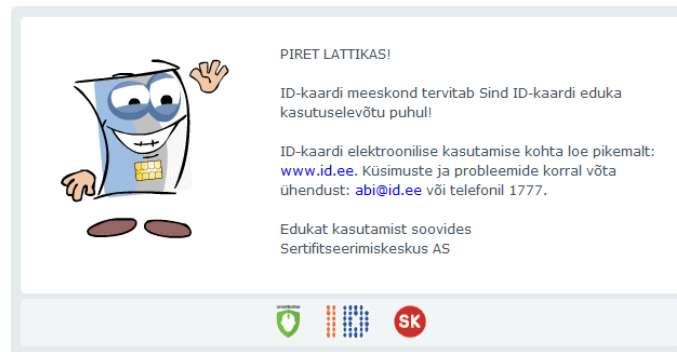 PIRET LATTIKAS!
ID-kaardi meeskond tervitab Sind ID-kaardi eduka
kasutuselevõtu puhul!
ID-kaardi elektroonilise kasutamise kohta loe pikemalt:
www.id.ee. Küsimuste ja probleemide korral võta
ühendust: abi@id.ee või telefonil 1777.
Edukat kasutamist soovides
Sertifitseerimiskeskus AS
ID
SK